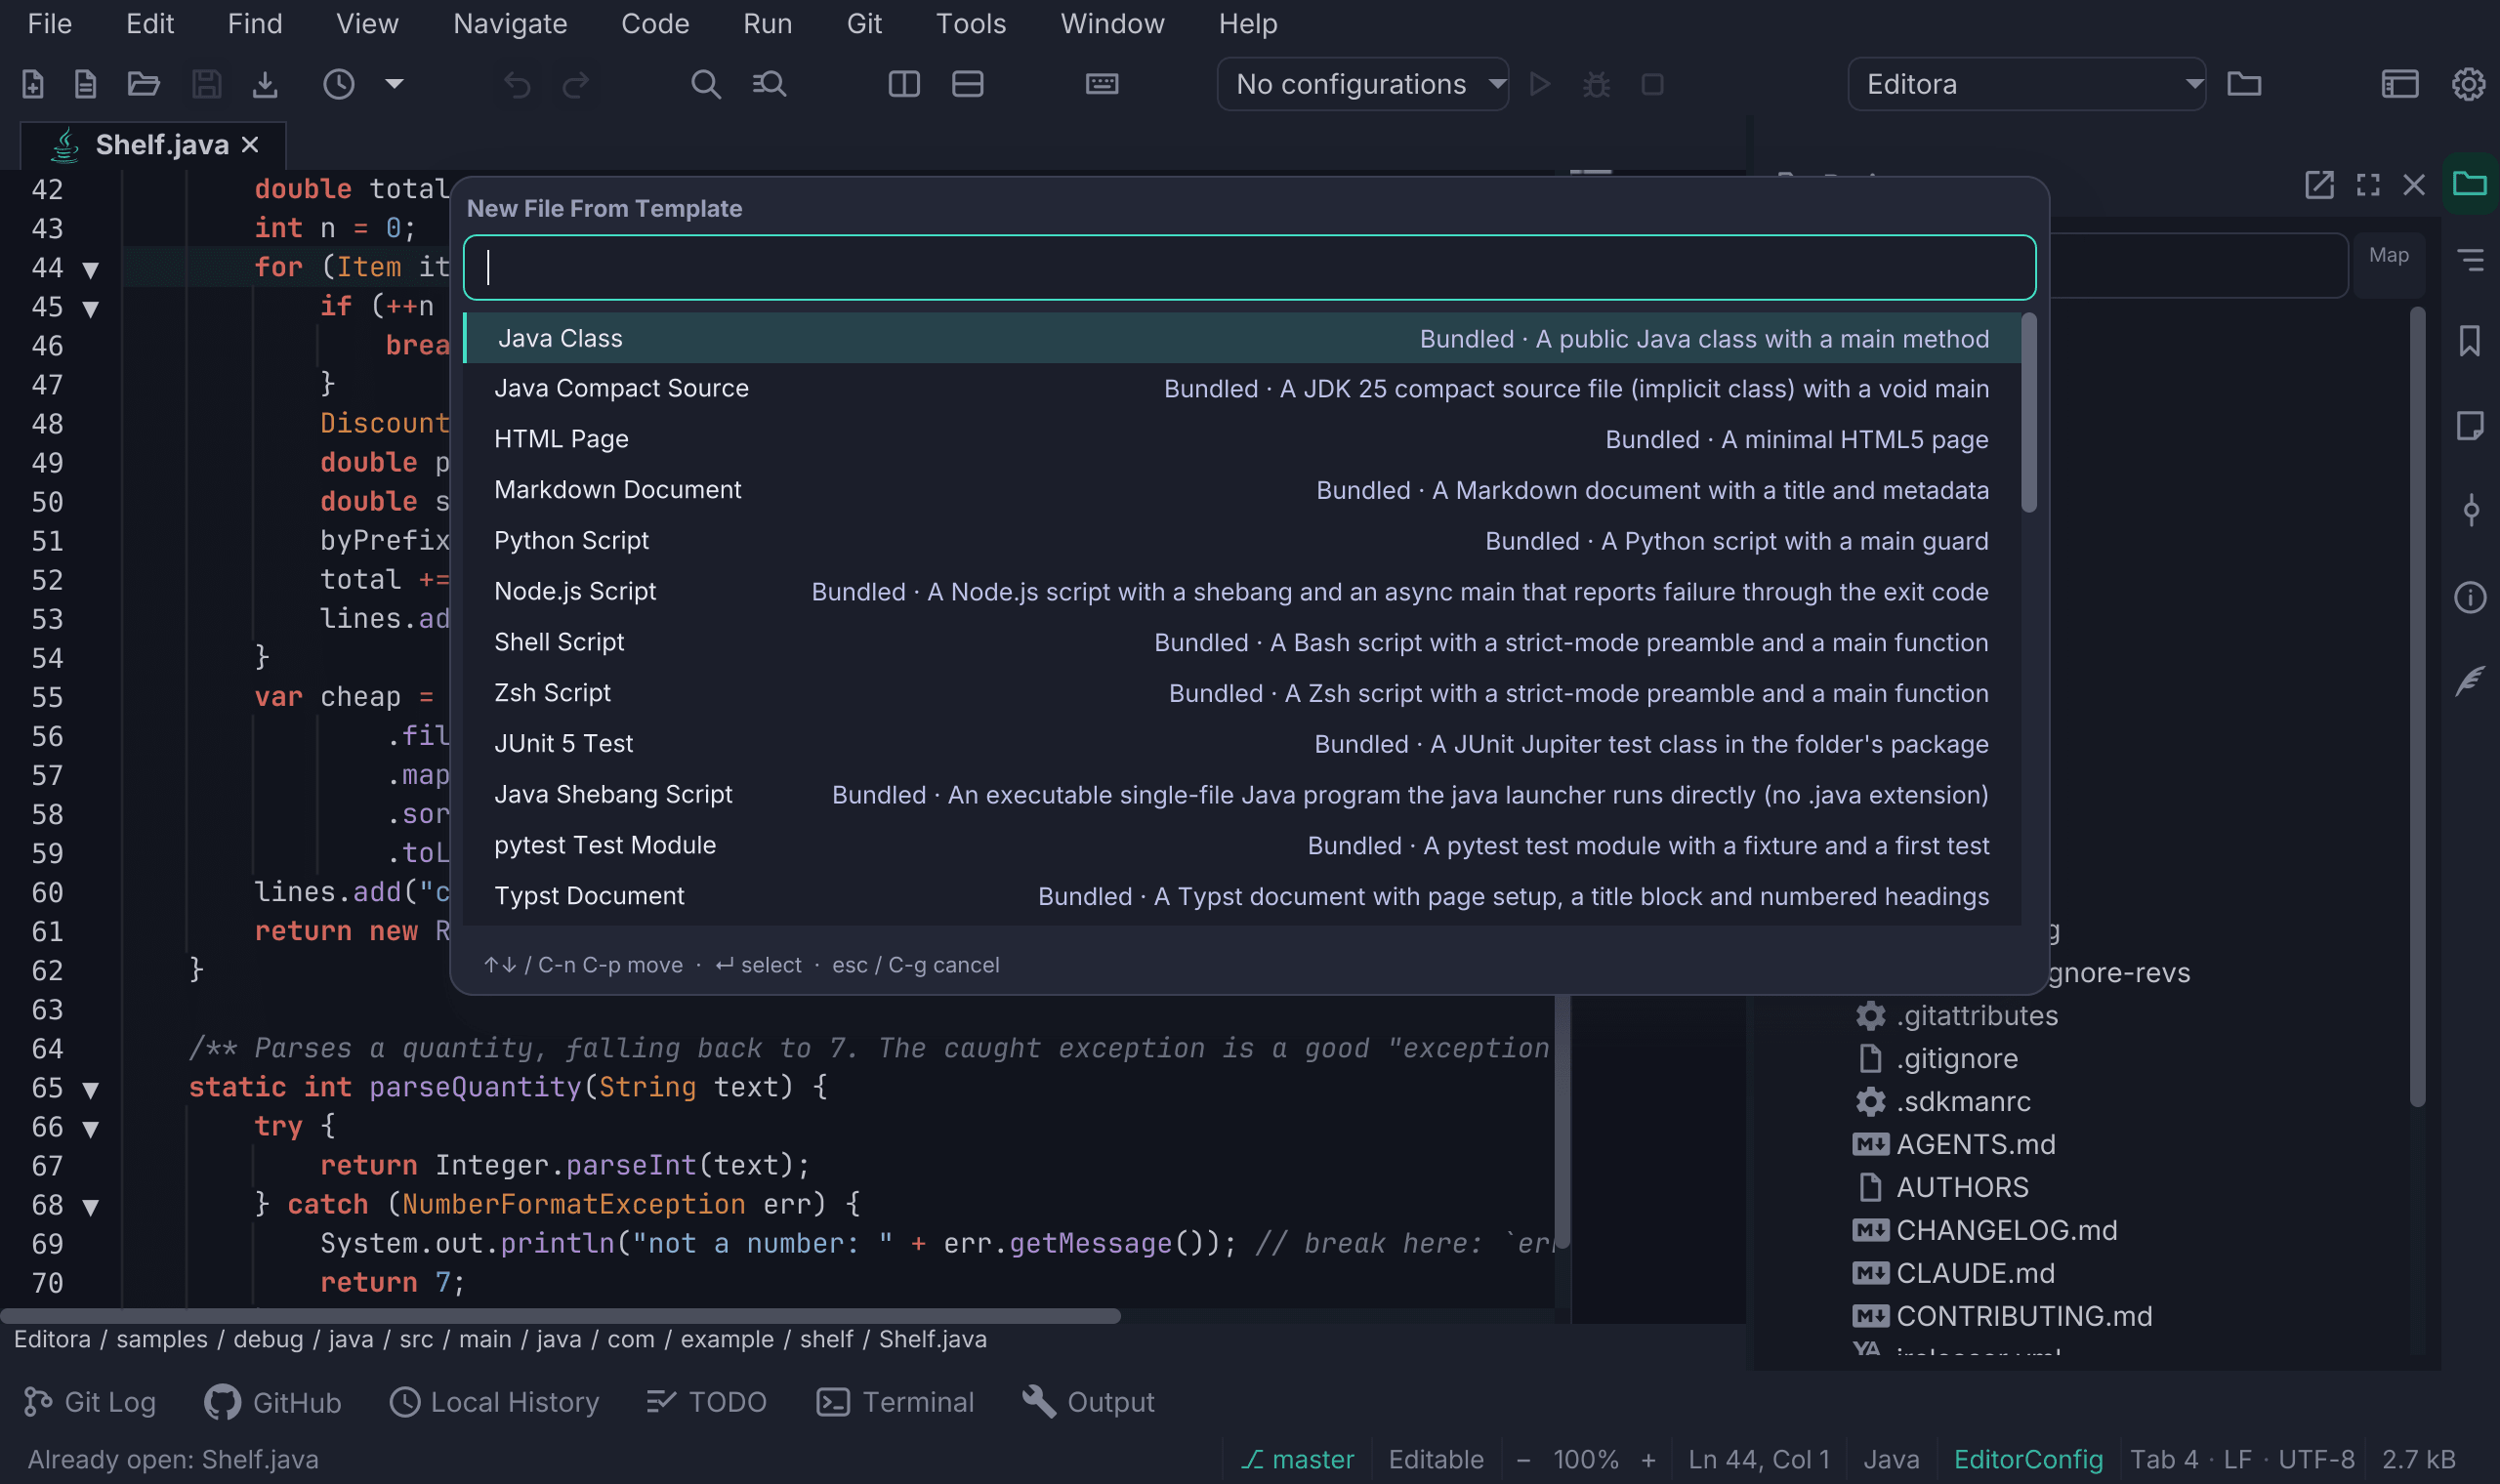 File Edit Find View Navigate Code Run Git Tools Window Help
No configurations
Editora
Shelf.java
New File From Template
Map
42 double total
43 int n = 0;
44 for (Item it
45 if (++n
46 brea
47 }
48 Discount
49 double p
50 double s
51 byPrefix
52 total +=
53 lines.ad
54 }
55 var cheap =
56 .fil
57 .map
58 .sor
59 .toL
60 lines.add("c
61 return new R
62 }
63
64 /** Parses a quantity, falling back to 7. The caught exception is a good "exception
65 static int parseQuantity(String text) {
66 try {
67 return Integer.parseInt(text);
68 } catch (NumberFormatException err) {
69 System.out.println("not a number: " + err.getMessage()); // break here: `er
70 return 7;
Java Class Bundled · A public Java class with a main method
Java Compact Source Bundled · A JDK 25 compact source file (implicit class) with a void main
HTML Page Bundled · A minimal HTML5 page
Markdown Document Bundled · A Markdown document with a title and metadata
Python Script Bundled · A Python script with a main guard
Node.js Script Bundled · A Node.js script with a shebang and an async main that reports failure through the exit code
Shell Script Bundled · A Bash script with a strict-mode preamble and a main function
Zsh Script Bundled · A Zsh script with a strict-mode preamble and a main function
JUnit 5 Test Bundled · A JUnit Jupiter test class in the folder's package
Java Shebang Script Bundled · An executable single-file Java program the java launcher runs directly (no .java extension)
pytest Test Module Bundled · A pytest test module with a fixture and a first test
Typst Document Bundled · A Typst document with page setup, a title block and numbered headings
↑↓ / C-n C-p move · ↵ select · esc / C-g cancel
g
gnore-revs
.gitattributes
.gitignore
.sdkmanrc
AGENTS.md
AUTHORS
CHANGELOG.md
CLAUDE.md
CONTRIBUTING.md
Editora / samples / debug / java / src / main / java / com / example / shelf / Shelf.java
Git Log GitHub Local History TODO Terminal Output
Already open: Shelf.java
master Editable − 100% + Ln 44, Col 1 Java EditorConfig Tab 4 · LF · UTF-8 2.7 kB